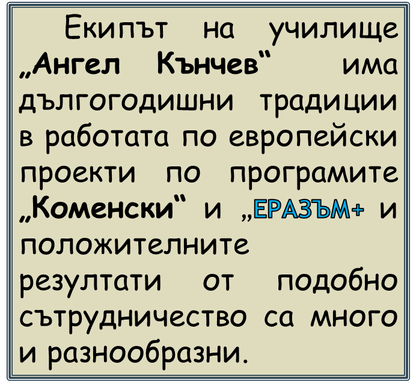 Екипът на училище
„Ангел Кънчев“ има
дългогодишни традиции
в работата по европейски
проекти по програмите
„Коменски“ и „ЕРАЗЪМ+ и
положителните
резултати от подобно
сътрудничество са много
и разнообразни.